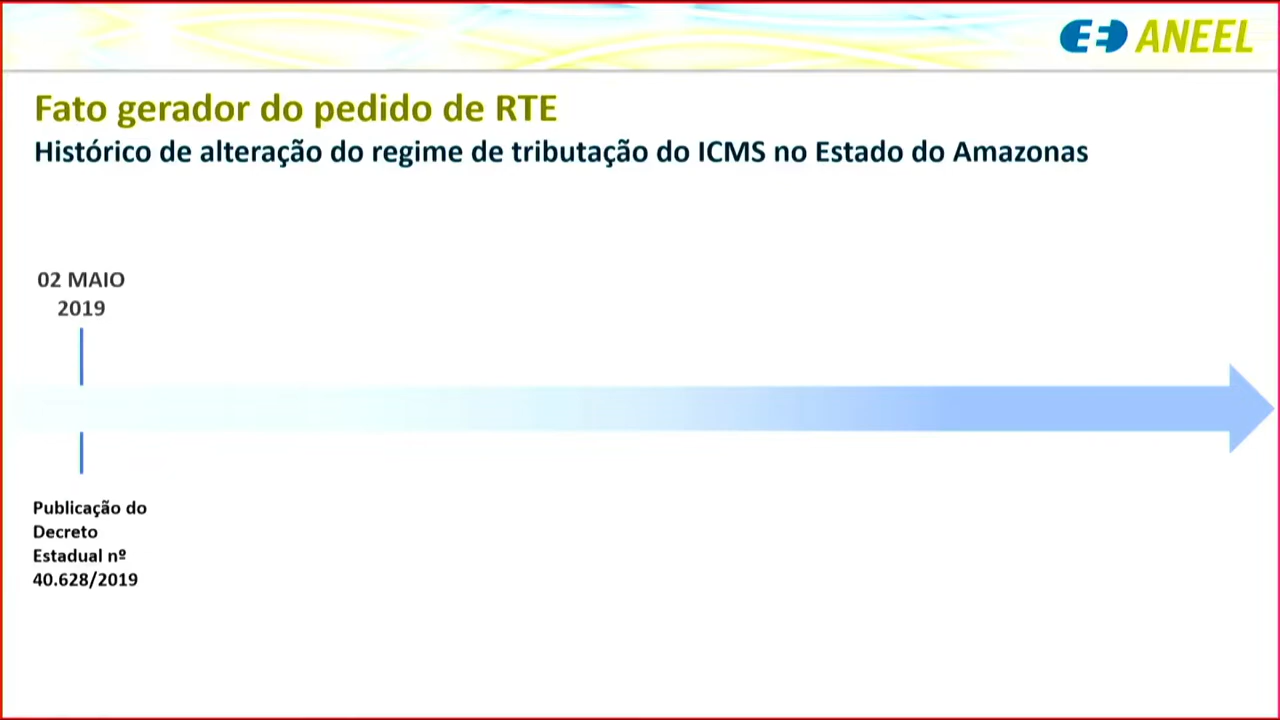 ANEEL
Fato gerador do pedido de RTE
Histórico de alteração do regime de tributação do ICMS no Estado do Amazonas
02 MAIO
2019
Publicação do
Decreto
Estadual nº
40.628/2019